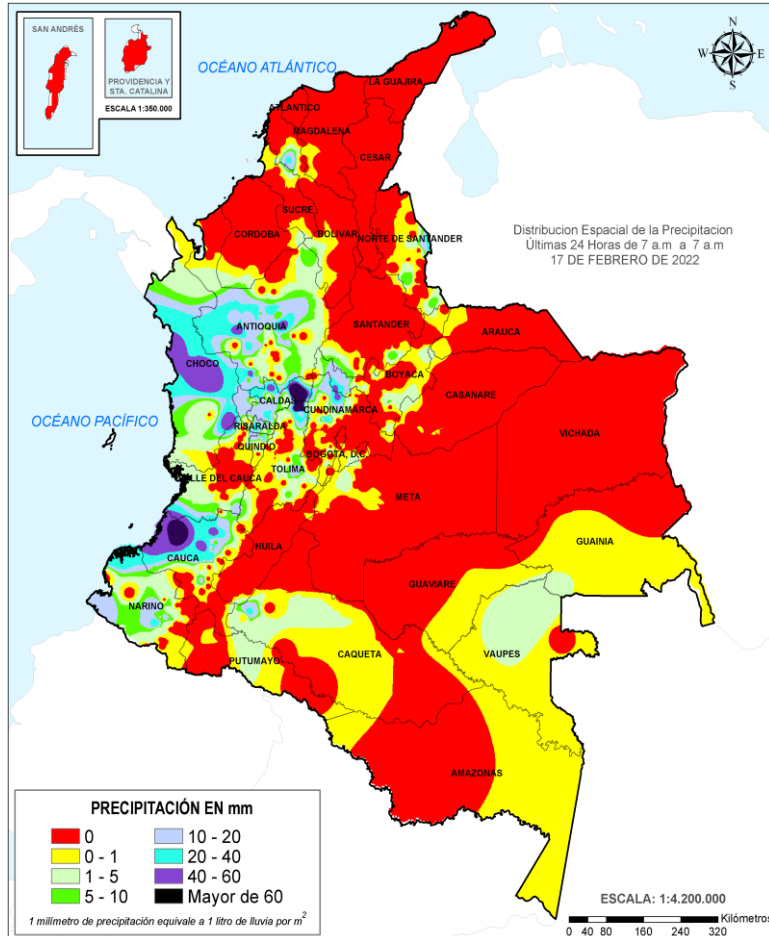 SAN ANDRÉS
PROVIDENCIA Y
STA. CATALINA
ESCALA 1:350.000
OCÉANO ATLÁNTICO
N
W E
S
LA GUAJIRA
ATLANTICO
MAGDALENA
CESAR
SUCRE
CORDOBA
BOLIVAR
NORTE DE SANTANDER
Distribucion Espacial de la Precipitacion
Últimas 24 Horas de 7 a.m a 7 a.m
17 DE FEBRERO DE 2022
ANTIOQUIA
SANTANDER
ARAUCA
CHOCO
BOYACA
CALDAS
CUNDINAMARCA
CASANARE
OCÉANO PACÍFICO
RISARALDA
VICHADA
QUINDIO
BOGOTA, D.C.
TOLIMA
VALLE DEL CAUCA
META
GUAINIA
CAUCA
HUILA
GUAVIARE
NARIÑO
CAQUETA
VAUPES
PUTUMAYO
AMAZONAS
PRECIPITACIÓN EN mm
0 10 - 20
0 - 1 20 - 40
1 - 5 40 - 60
5 - 10 Mayor de 60
1 milímetro de precipitación equivale a 1 litro de lluvia por m²
ESCALA: 1:4.200.000
Kilómetros
0 40 80 160 240 320